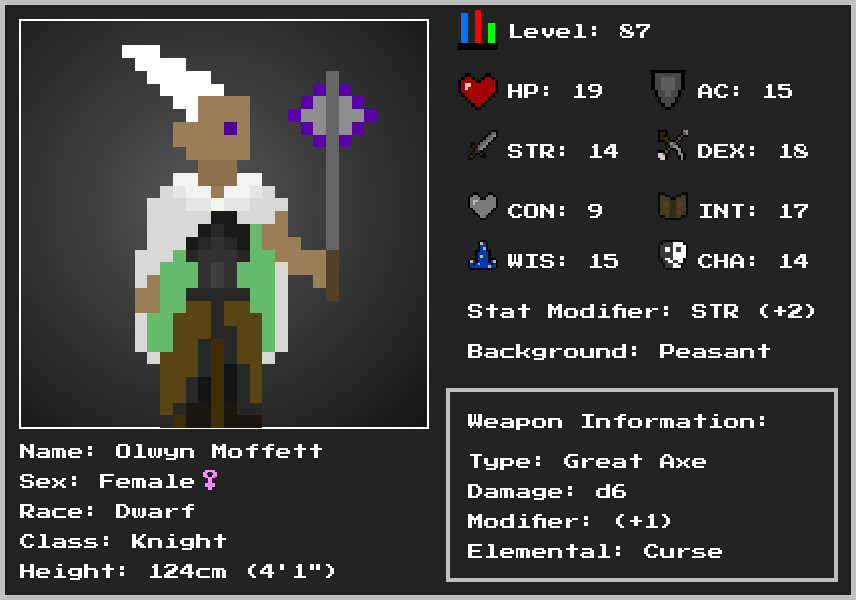 Level: 87
HP: 19 AC: 15
STR: 14 DEX: 18
CON: 9 INT: 17
WIS: 15 CHA: 14
Stat Modifier: STR (+2)
Background: Peasant
Weapon Information:
Type: Great Axe
Damage: d6
Modifier: (+1)
Elemental: Curse
Name: Olwyn Moffett
Sex: Female♀
Race: Dwarf
Class: Knight
Height: 124cm (4'1")